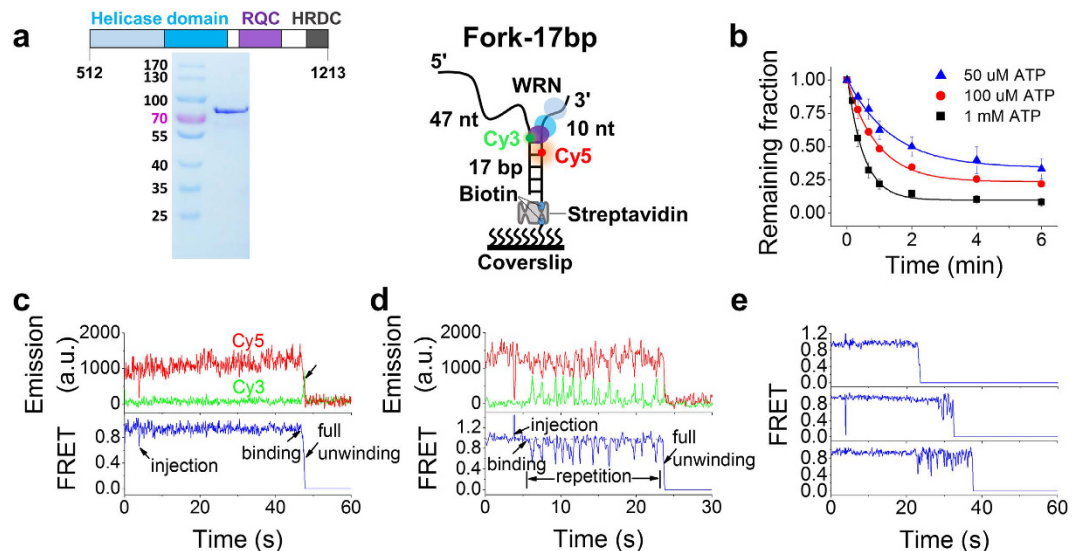 a
Helicase domain RQC HRDC
512 1213
170
130
100
70
55
40
35
25
Fork-17bp
5'
WRN
3'
47 nt
10 nt
Cy3
Cy5
17 bp
Biotin
Streptavidin
Coverslip
b
Remaining fraction
1.00
0.75
0.50
0.25
0.00
50 uM ATP
100 uM ATP
1 mM ATP
0 2 4 6
Time (min)
c
Emission
(a.u.)
2000
1000
0
Cy5
Cy3
FRET
0.8
0.4
0.0
injection
binding
full
unwinding
0 20 40 60
Time (s)
d
Emission
(a.u.)
2000
1000
0
FRET
1.2
0.8
0.4
0.0
injection
binding
repetition
full
unwinding
0 10 20 30
Time (s)
e
FRET
1.2
0.8
0.4
0.0
0.8
0.4
0.0
0.8
0.4
0.0
0 20 40 60
Time (s)